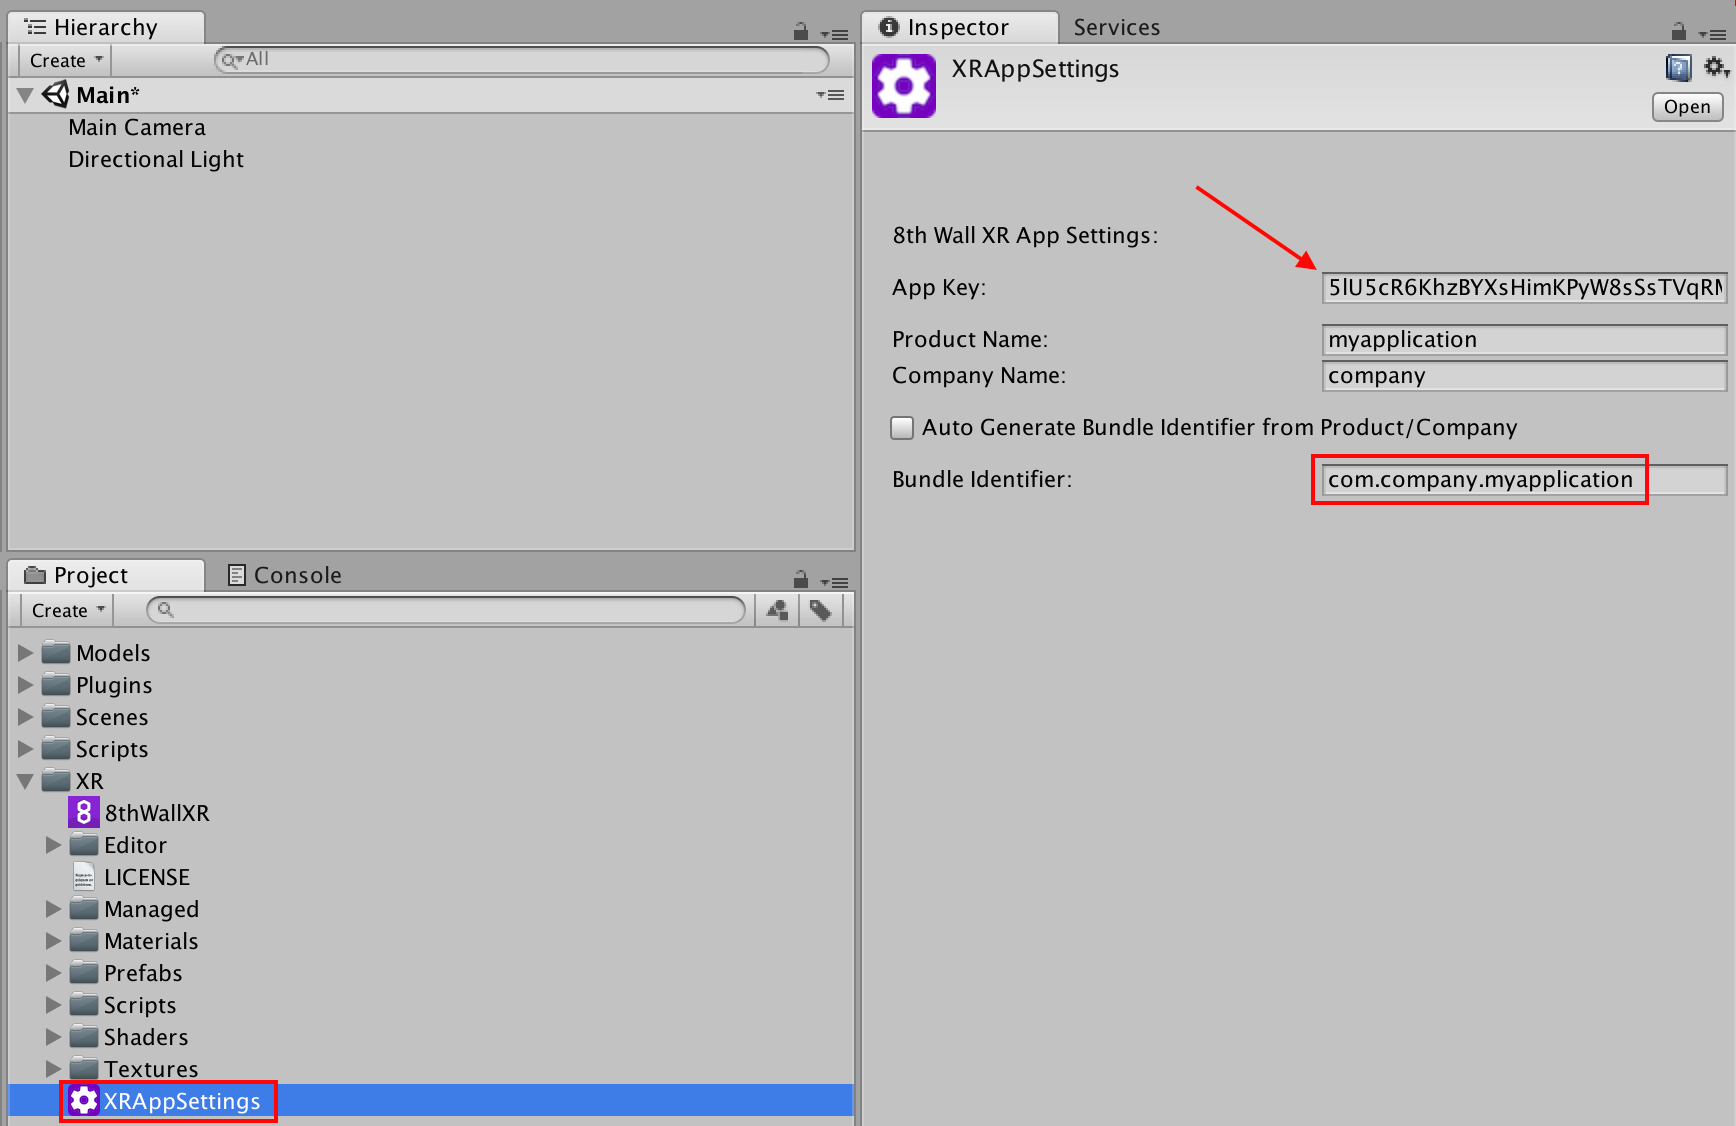 Hierarchy
Create
All
Main*
Main Camera
Directional Light
Project
Console
Create
Models
Plugins
Scenes
Scripts
XR
8thWallXR
Editor
LICENSE
Managed
Materials
Prefabs
Scripts
Shaders
Textures
XRAppSettings
Inspector
Services
XRAppSettings
Open
8th Wall XR App Settings:
App Key: 5lU5cR6KhzBYXsHimKPyW8sSsTVqRM
Product Name: myapplication
Company Name: company
Auto Generate Bundle Identifier from Product/Company
Bundle Identifier: com.company.myapplication